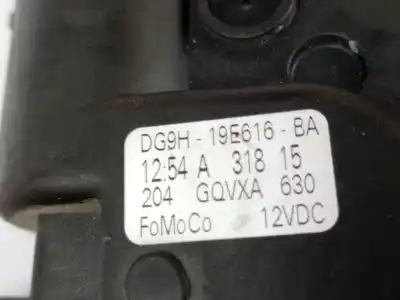 DG9H - 19E616 - BA
12:54 A 318 15
204 GQVXA 630
FoMoCo 12VDC